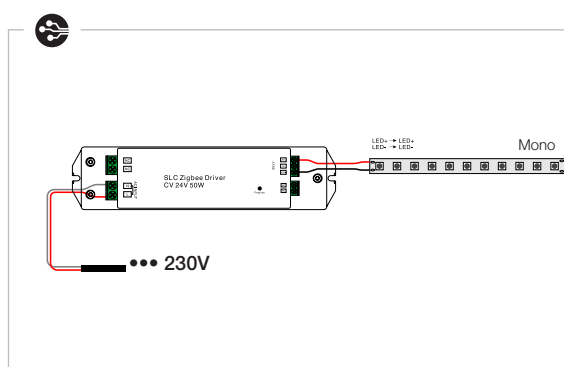 LED+ → LED+
LED- → LED-
Mono
SLC Zigbee Driver
CV 24V 50W
••• 230V